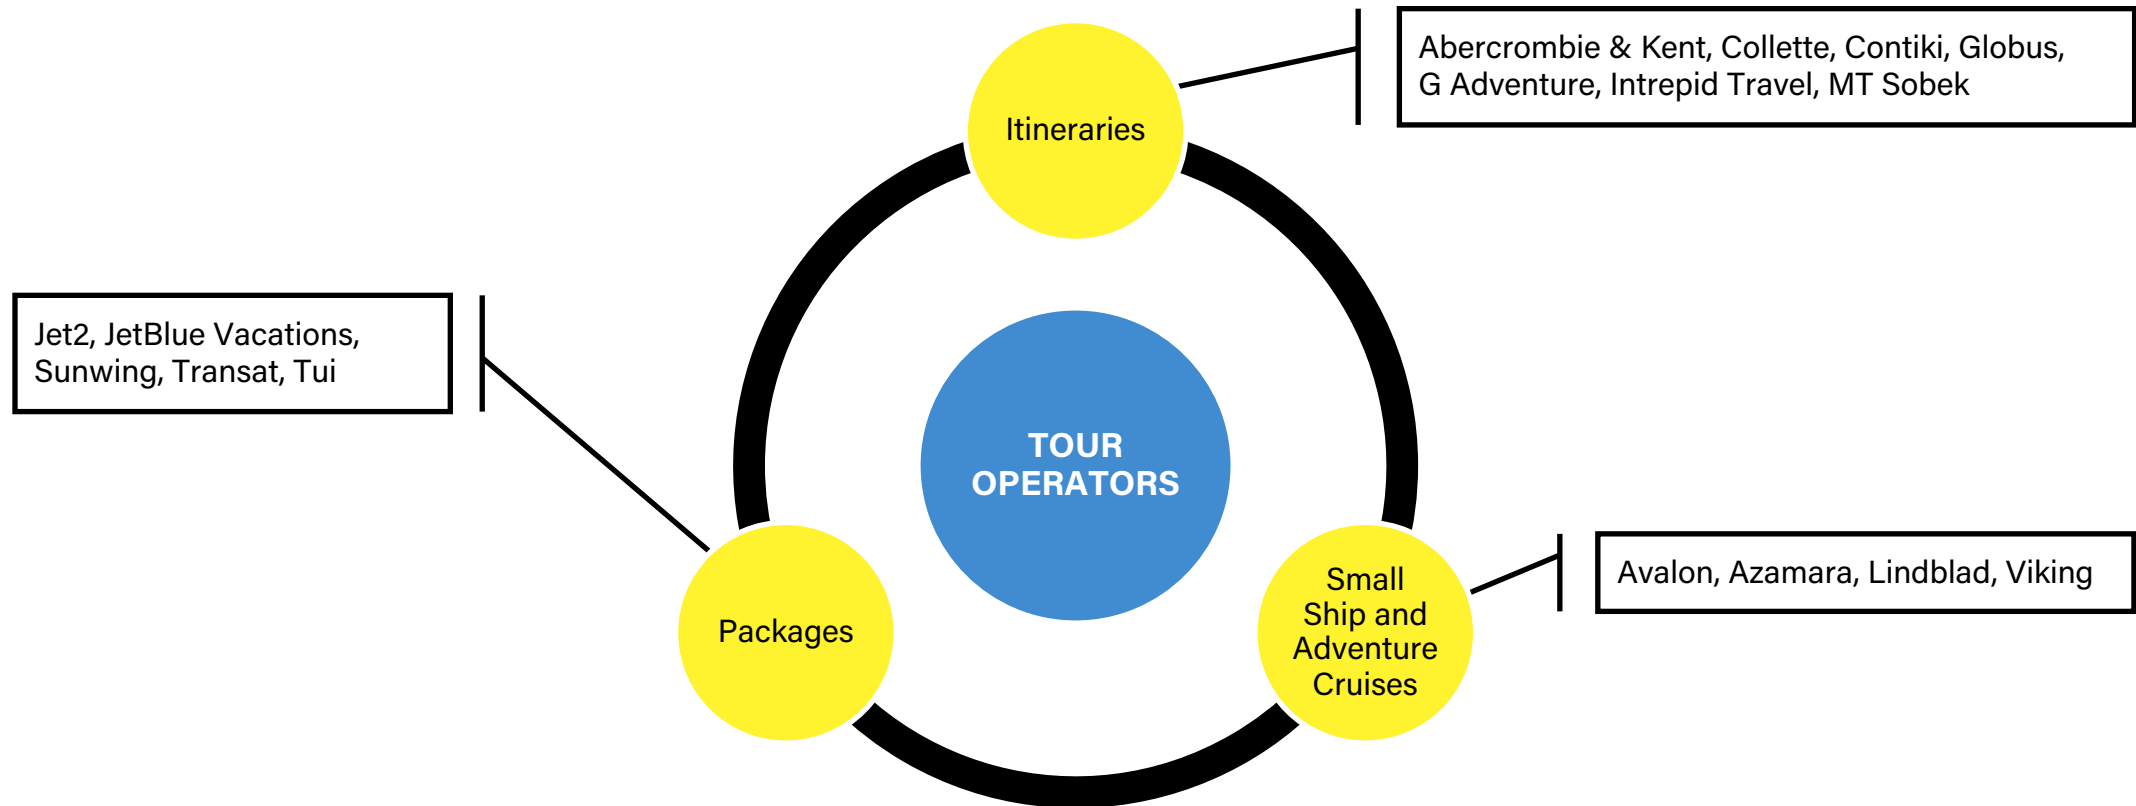 Abercrombie & Kent, Collette, Contiki, Globus,
G Adventure, Intrepid Travel, MT Sobek
Itineraries
Jet2, JetBlue Vacations,
Sunwing, Transat, Tui
TOUR
OPERATORS
Packages
Small
Ship and
Adventure
Cruises
Avalon, Azamara, Lindblad, Viking